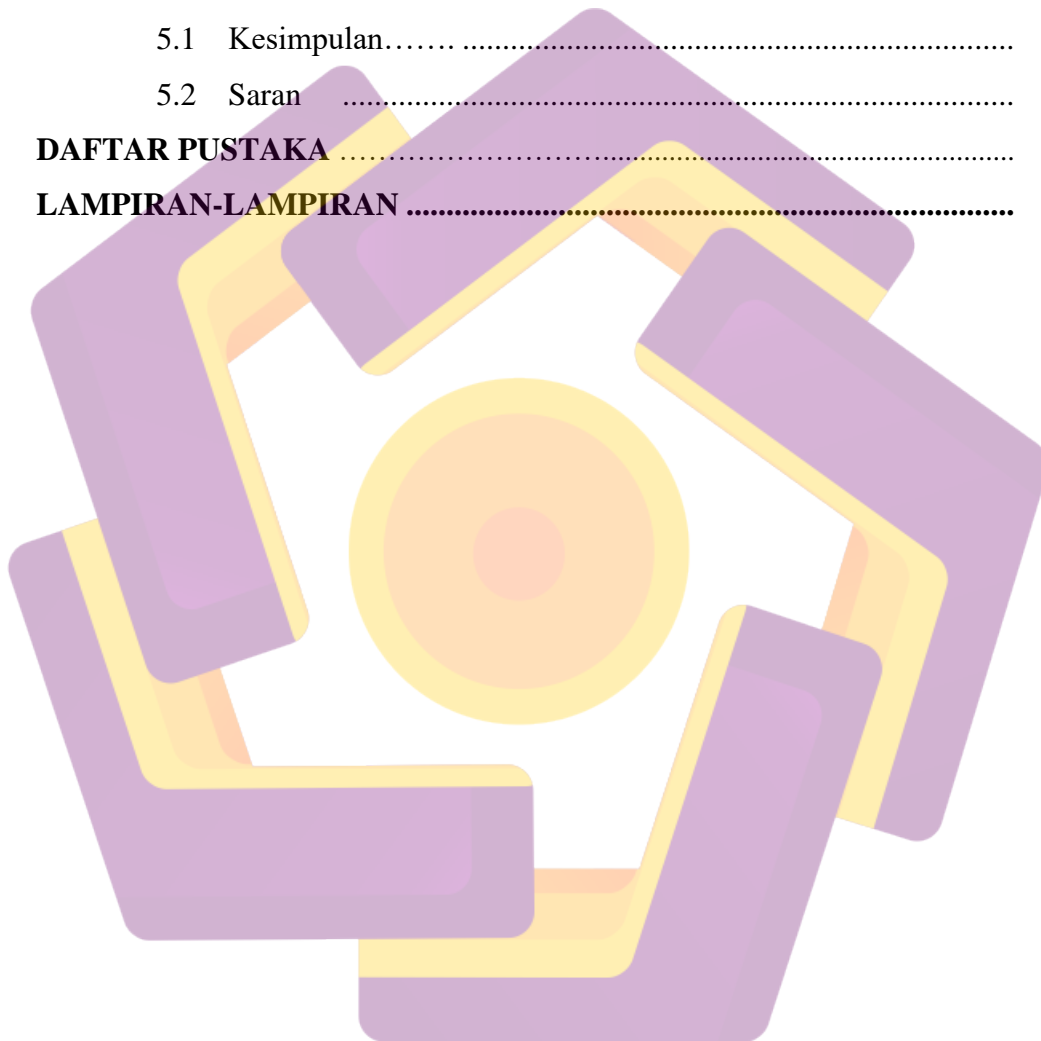 5.1 Kesimpulan……. ......................................................................
5.2 Saran .....................................................................................
DAFTAR PUSTAKA …………………………....................................................
LAMPIRAN-LAMPIRAN ................................................................